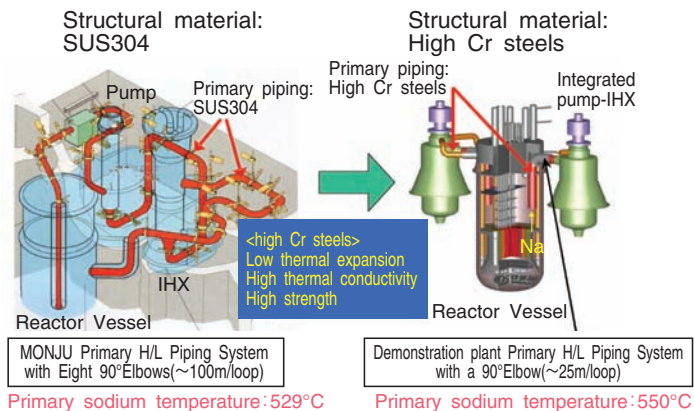 Structural material:
SUS304
Pump
Primary piping:
SUS304
IHX
Reactor Vessel
MONJU Primary H/L Piping System
with Eight 90°Elbows(～100m/loop)
Primary sodium temperature:529°C
<high Cr steels>
Low thermal expansion
High thermal conductivity
High strength
Structural material:
High Cr steels
Primary piping:
High Cr steels
Integrated
pump-IHX
Na
Reactor Vessel
Demonstration plant Primary H/L Piping System
with a 90°Elbow(～25m/loop)
Primary sodium temperature:550°C